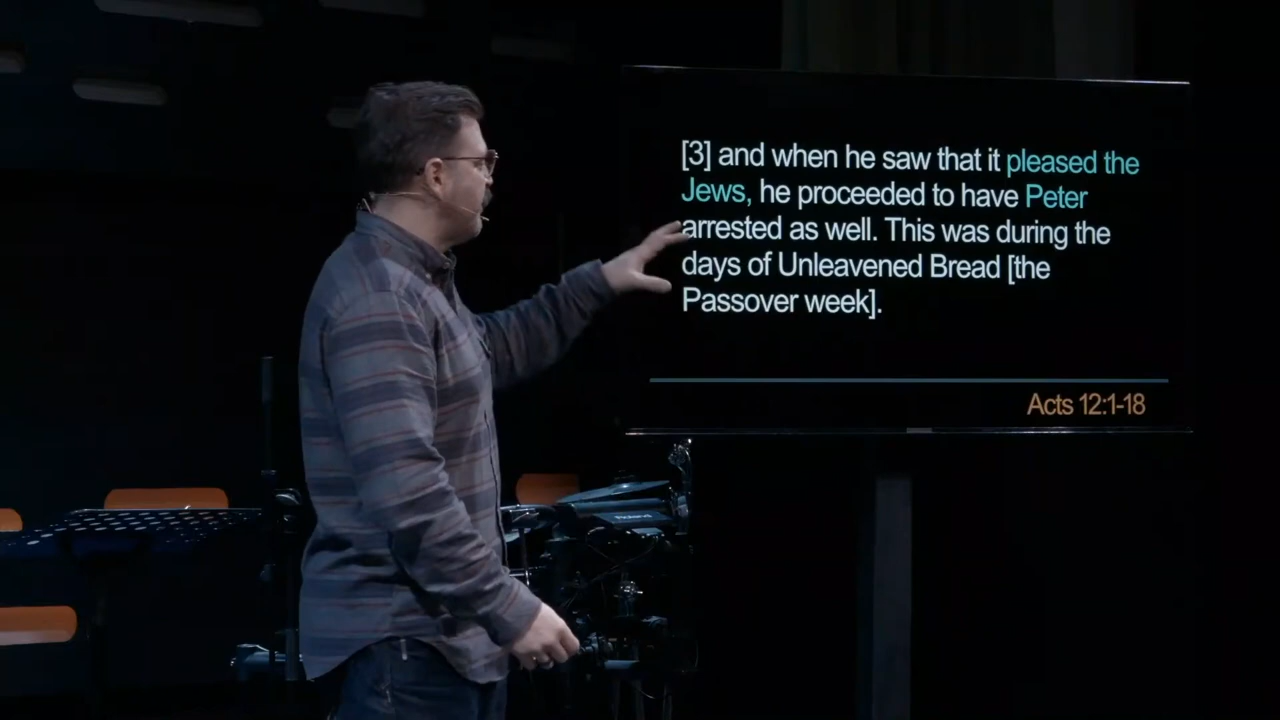 [3] and when he saw that it pleased the
Jews, he proceeded to have Peter
arrested as well. This was during the
days of Unleavened Bread [the
Passover week].
Acts 12:1-18
Roland